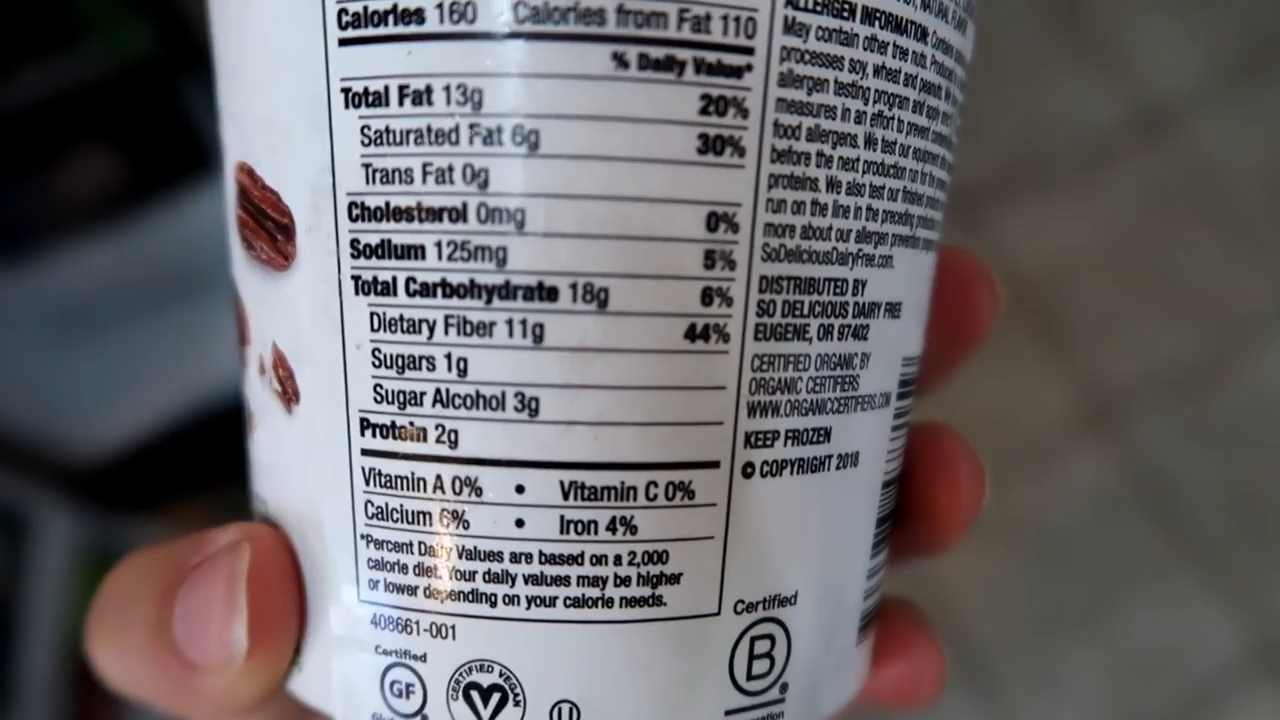 Calories 160 Calories from Fat 110
% Daily Value*
Total Fat 13g 20%
Saturated Fat 6g 30%
Trans Fat 0g
Cholesterol 0mg 0%
Sodium 125mg 5%
Total Carbohydrate 18g 6%
Dietary Fiber 11g 44%
Sugars 1g
Sugar Alcohol 3g
Protein 2g
Vitamin A 0% • Vitamin C 0%
Calcium 6% • Iron 4%
*Percent Daily Values are based on a 2,000
calorie diet. Your daily values may be higher
or lower depending on your calorie needs.
408661-001
Certified
GF
CERTIFIED VEGAN
U
NATURAL
ALLERGEN INFORMATION:
May contain other tree nuts. Produced
processes soy, wheat and peanuts. We
allergen testing program and apply
measures in an effort to prevent
food allergens. We test our equipment
before the next production run for the
proteins. We also test our finished
run on the line in the preceding
more about our allergen prevention
SoDeliciousDairyFree.com.
DISTRIBUTED BY
SO DELICIOUS DAIRY FREE
EUGENE, OR 97402
CERTIFIED ORGANIC BY
ORGANIC CERTIFIERS
WWW.ORGANICCERTIFIERS.COM
KEEP FROZEN
© COPYRIGHT 2018
Certified
B
®